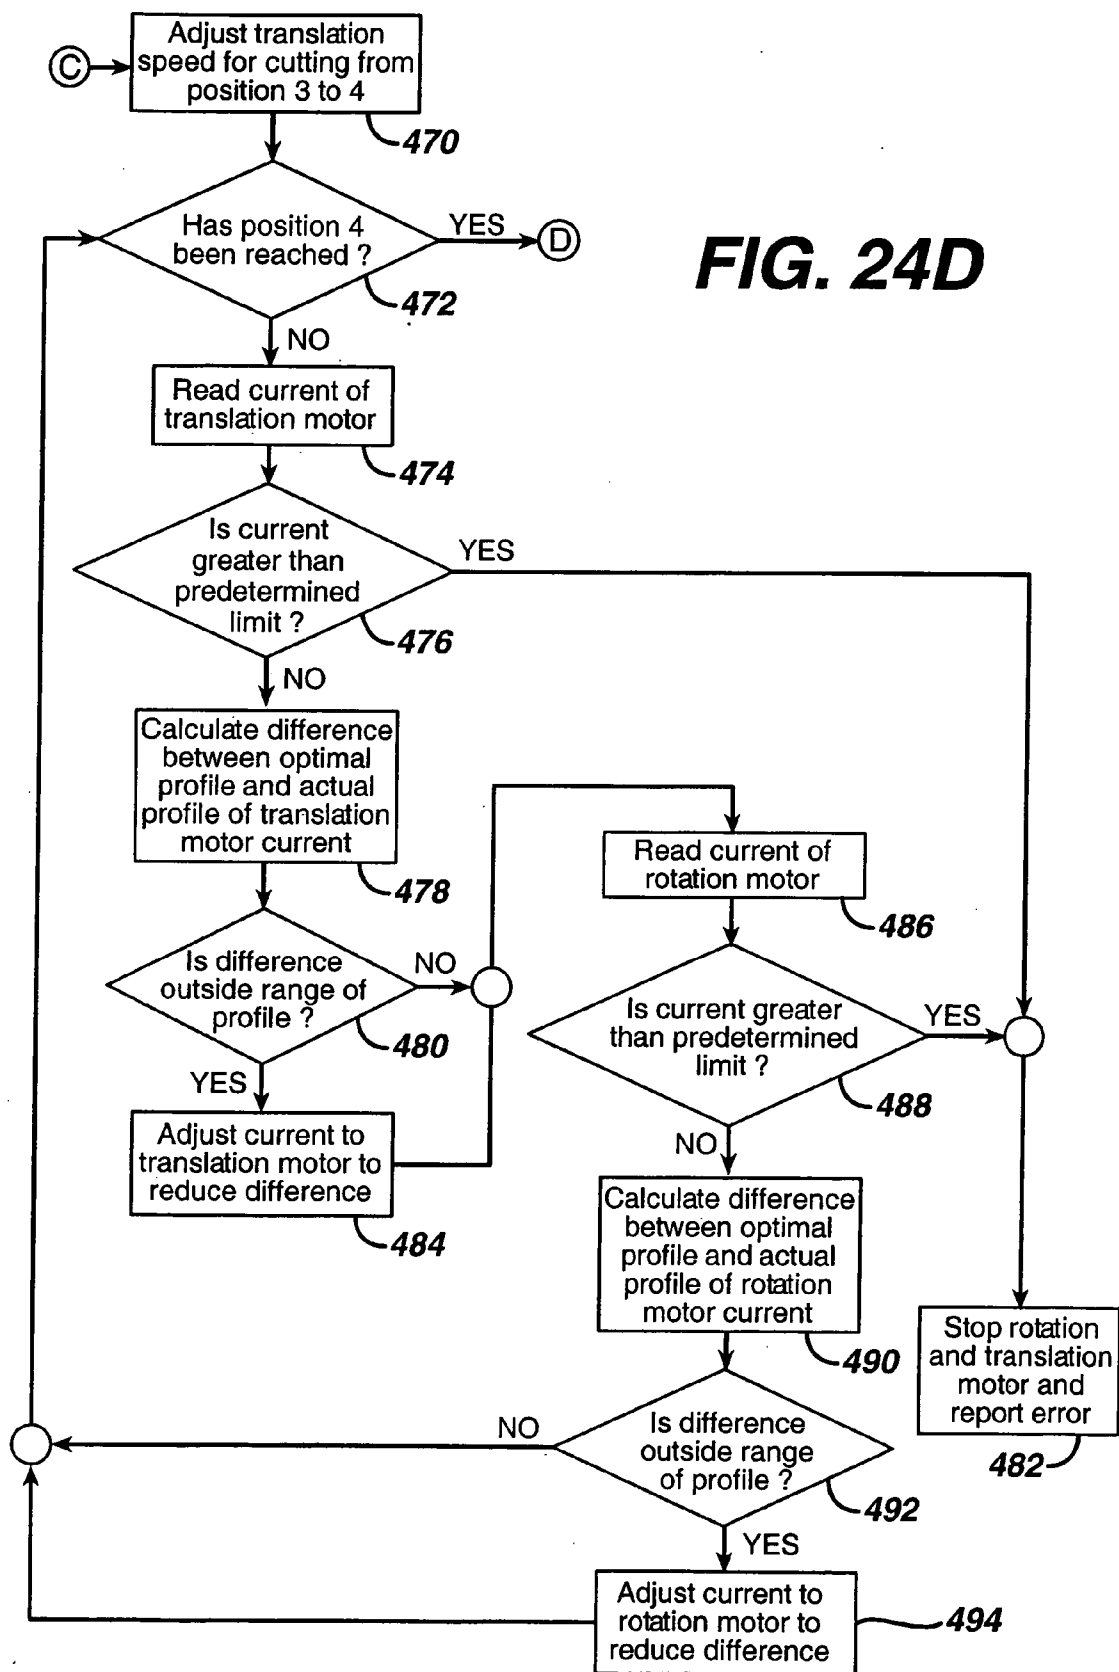 Adjust translation
speed for cutting from
position 3 to 4
C
470
Has position 4
been reached ?
YES
D
472
FIG. 24D
NO
Read current of
translation motor
474
Is current
greater than
predetermined
limit ?
YES
476
NO
Calculate difference
between optimal
profile and actual
profile of translation
motor current
478
Is difference
outside range of
profile ?
NO
480
YES
Adjust current to
translation motor to
reduce difference
484
Read current of
rotation motor
486
Is current greater
than predetermined
limit ?
YES
488
NO
Calculate difference
between optimal
profile and actual
profile of rotation
motor current
490
Stop rotation
and translation
motor and
report error
482
Is difference
outside range
of profile ?
NO
492
YES
Adjust current to
rotation motor to
reduce difference
494